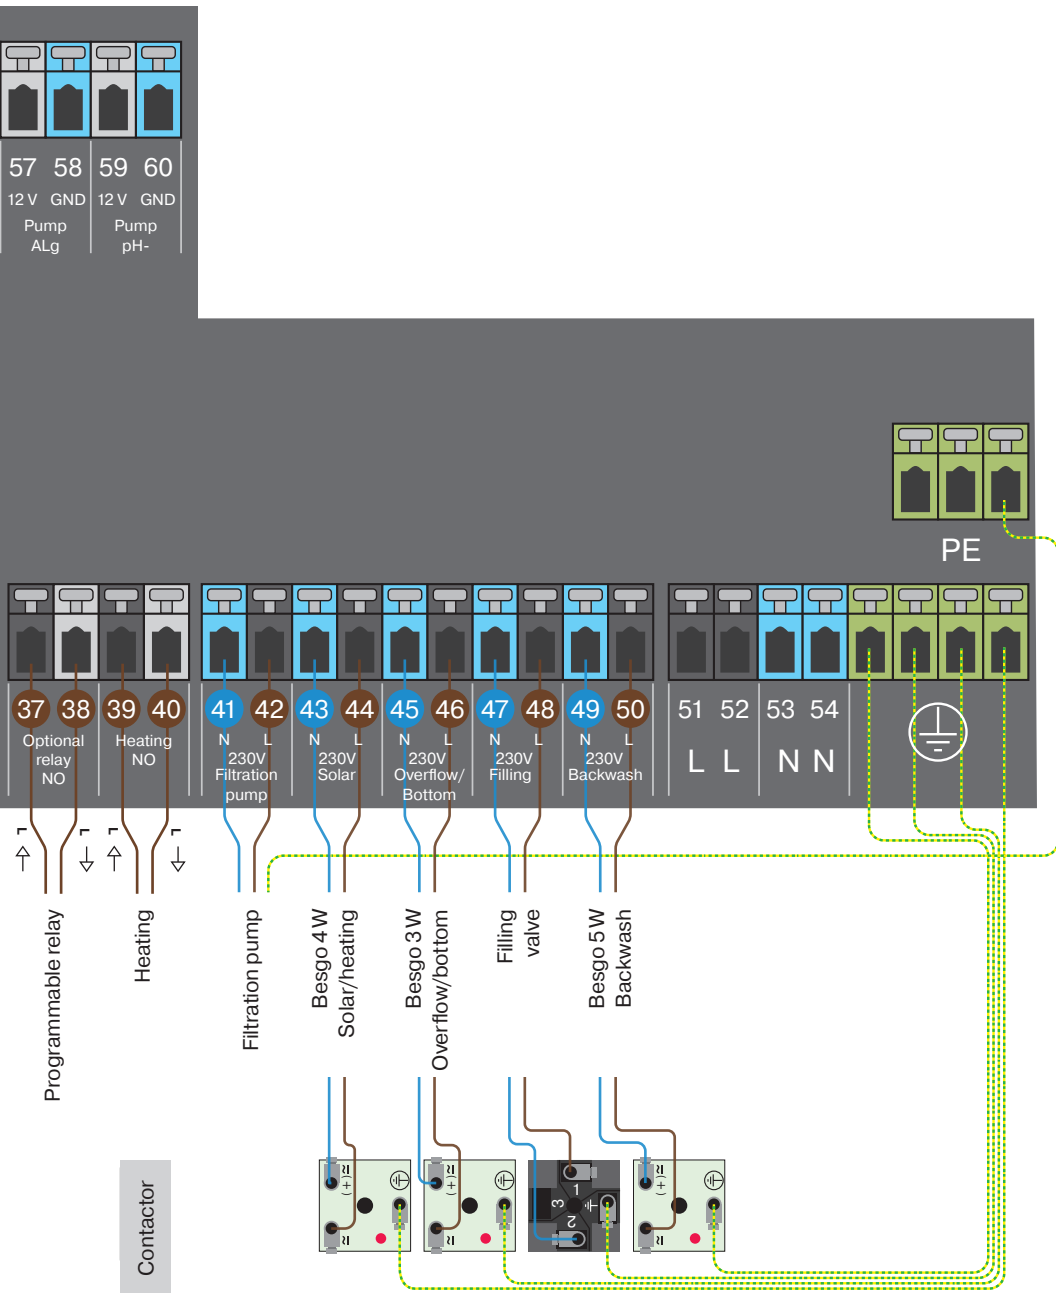 57 58 59 60
12 V GND 12 V GND
Pump Pump
ALg pH-
PE
37 38 39 40 41 42 43 44 45 46 47 48 49 50 51 52 53 54
N L N L N L N L N L
Optional relay NO
Heating NO
230V Filtration pump
230V Solar
230V Overflow/ Bottom
230V Filling
230V Backwash
L L N N
L L L L
Programmable relay
Heating
Filtration pump
Besgo 4 W
Solar/heating
Besgo 3 W
Overflow/bottom
Filling
valve
Besgo 5 W
Backwash
Contactor
≈(+)
≈
≈(+)
≈
1
2
3
≈(+)
≈